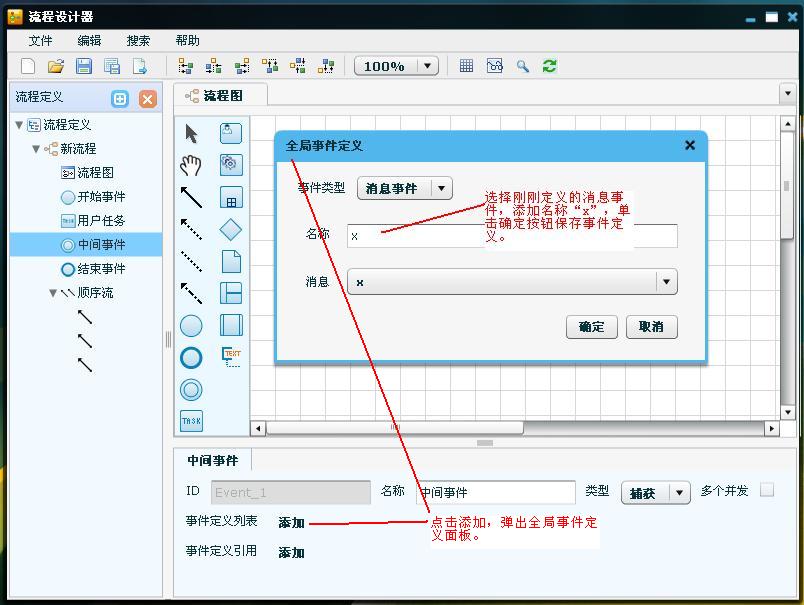 流程设计器
文件 编辑 搜索 帮助
100%
流程定义
流程图
流程定义
新流程
流程图
开始事件
用户任务
中间事件
结束事件
顺序流
TEXT
TASK
全局事件定义
事件类型 消息事件
选择刚刚定义的消息事
件，添加名称“x”，单
击确定按钮保存事件定
义。
名称 x
消息 x
确定 取消
中间事件
ID Event_1 名称 中间事件 类型 捕获 多个并发
事件定义列表 添加
点击添加，弹出全局事件定
义面板。
事件定义引用 添加